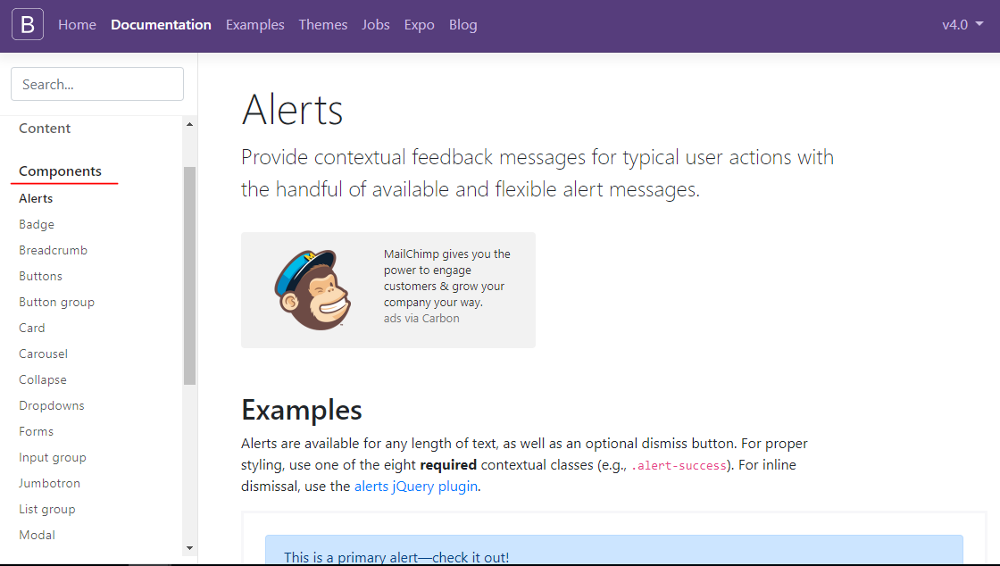 B Home Documentation Examples Themes Jobs Expo Blog v4.0
Search...
Content
Components
Alerts
Badge
Breadcrumb
Buttons
Button group
Card
Carousel
Collapse
Dropdowns
Forms
Input group
Jumbotron
List group
Modal
Alerts
Provide contextual feedback messages for typical user actions with
the handful of available and flexible alert messages.
MailChimp gives you the
power to engage
customers & grow your
company your way.
ads via Carbon
Examples
Alerts are available for any length of text, as well as an optional dismiss button. For proper
styling, use one of the eight required contextual classes (e.g., .alert-success). For inline
dismissal, use the alerts jQuery plugin.
This is a primary alert—check it out!